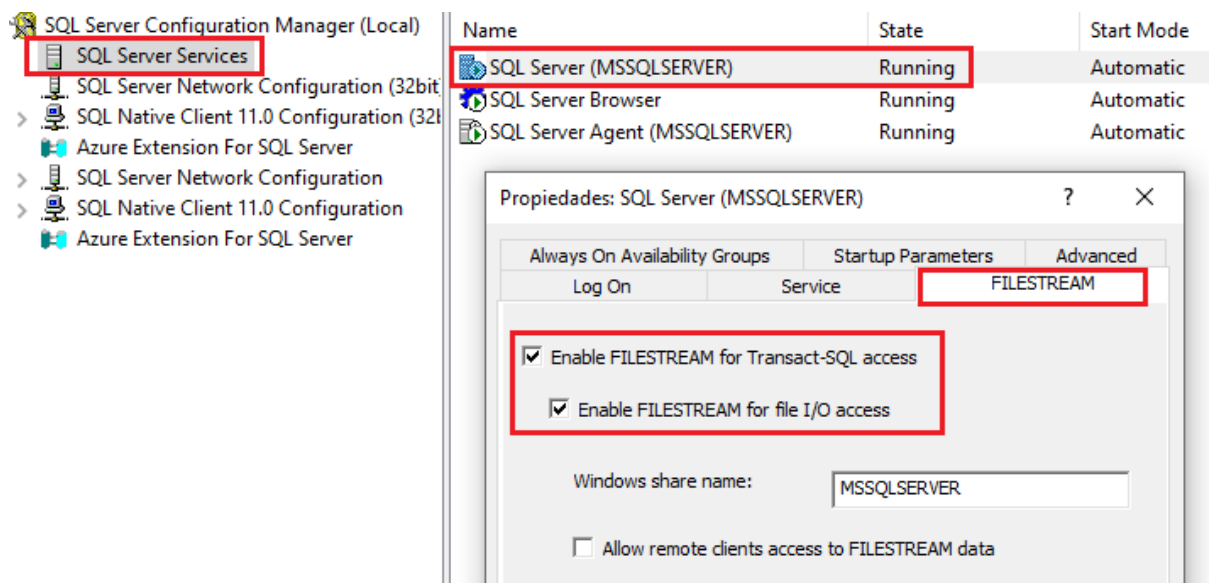 SQL Server Configuration Manager (Local)
SQL Server Services
SQL Server Network Configuration (32bit
SQL Native Client 11.0 Configuration (32b
Azure Extension For SQL Server
SQL Server Network Configuration
SQL Native Client 11.0 Configuration
Azure Extension For SQL Server
Name State Start Mode
SQL Server (MSSQLSERVER) Running Automatic
SQL Server Browser Running Automatic
SQL Server Agent (MSSQLSERVER) Running Automatic
Propiedades: SQL Server (MSSQLSERVER) ?
Always On Availability Groups Startup Parameters Advanced
Log On Service FILESTREAM
Enable FILESTREAM for Transact-SQL access
Enable FILESTREAM for file I/O access
Windows share name: MSSQLSERVER
Allow remote clients access to FILESTREAM data